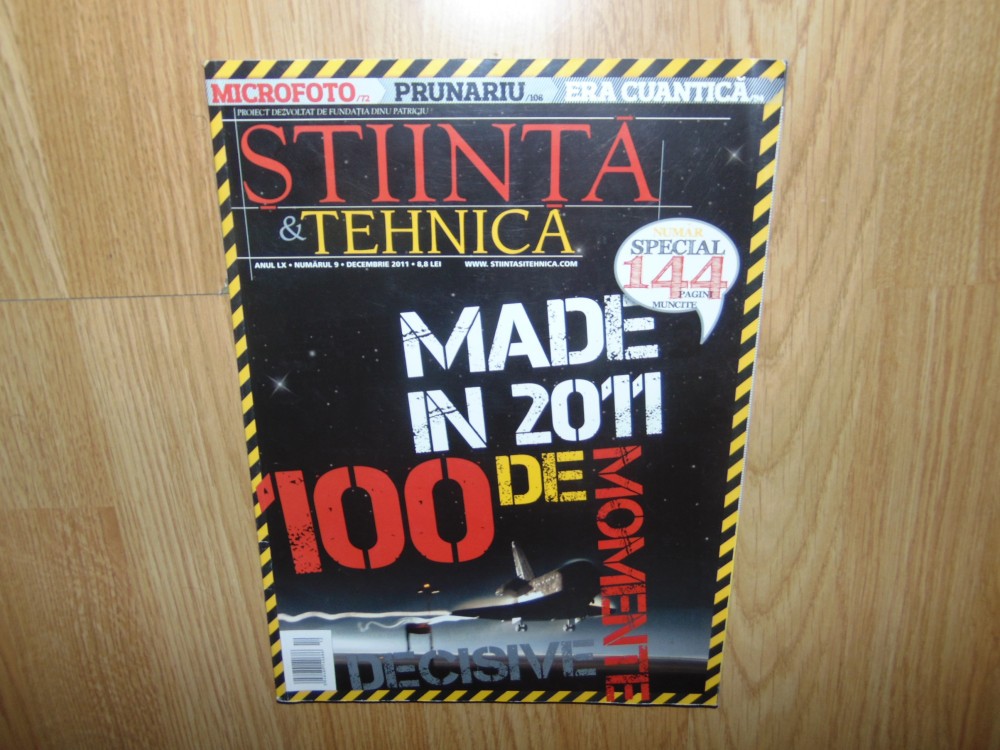 MICROFOTO/72 PRUNARIU/106 ERA CUANTICĂ
PROIECT DEZVOLTAT DE FUNDAȚIA DINU PATRICIU
ȘTIINȚĂ
& TEHNICĂ
ANUL LX • NUMĂRUL 9 • DECEMBRIE 2011 • 8,8 LEI WWW. STIINTASITEHNICA.COM
NUMĂR
SPECIAL
144
PAGINI
MUNCITE
MADE
IN 2011
100 DE
MOMENTE
DECISIVE